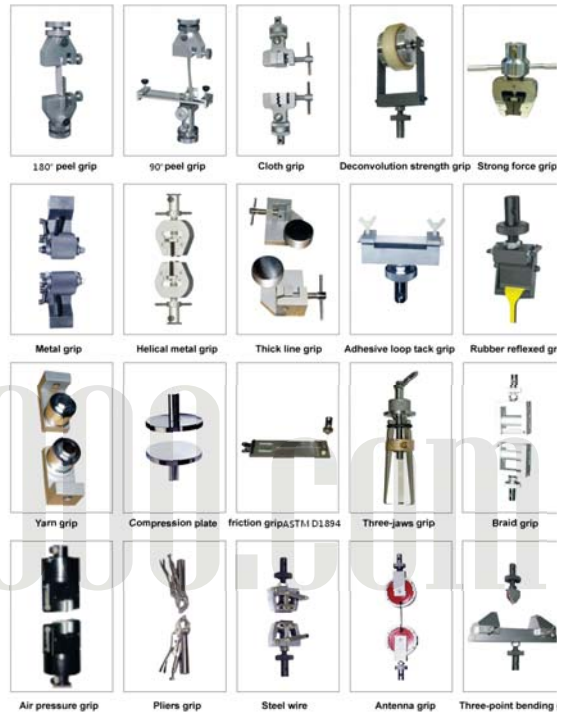 180° peel grip
90° peel grip
Cloth grip
Deconvolution strength grip
Strong force grip
Metal grip
Helical metal grip
Thick line grip
Adhesive loop tack grip
Rubber reflexed gr
Yarn grip
Compression plate
friction gripASTM D1894
Three-jaws grip
Braid grip
000.com
Air pressure grip
Pliers grip
Steel wire
Antenna grip
Three-point bending